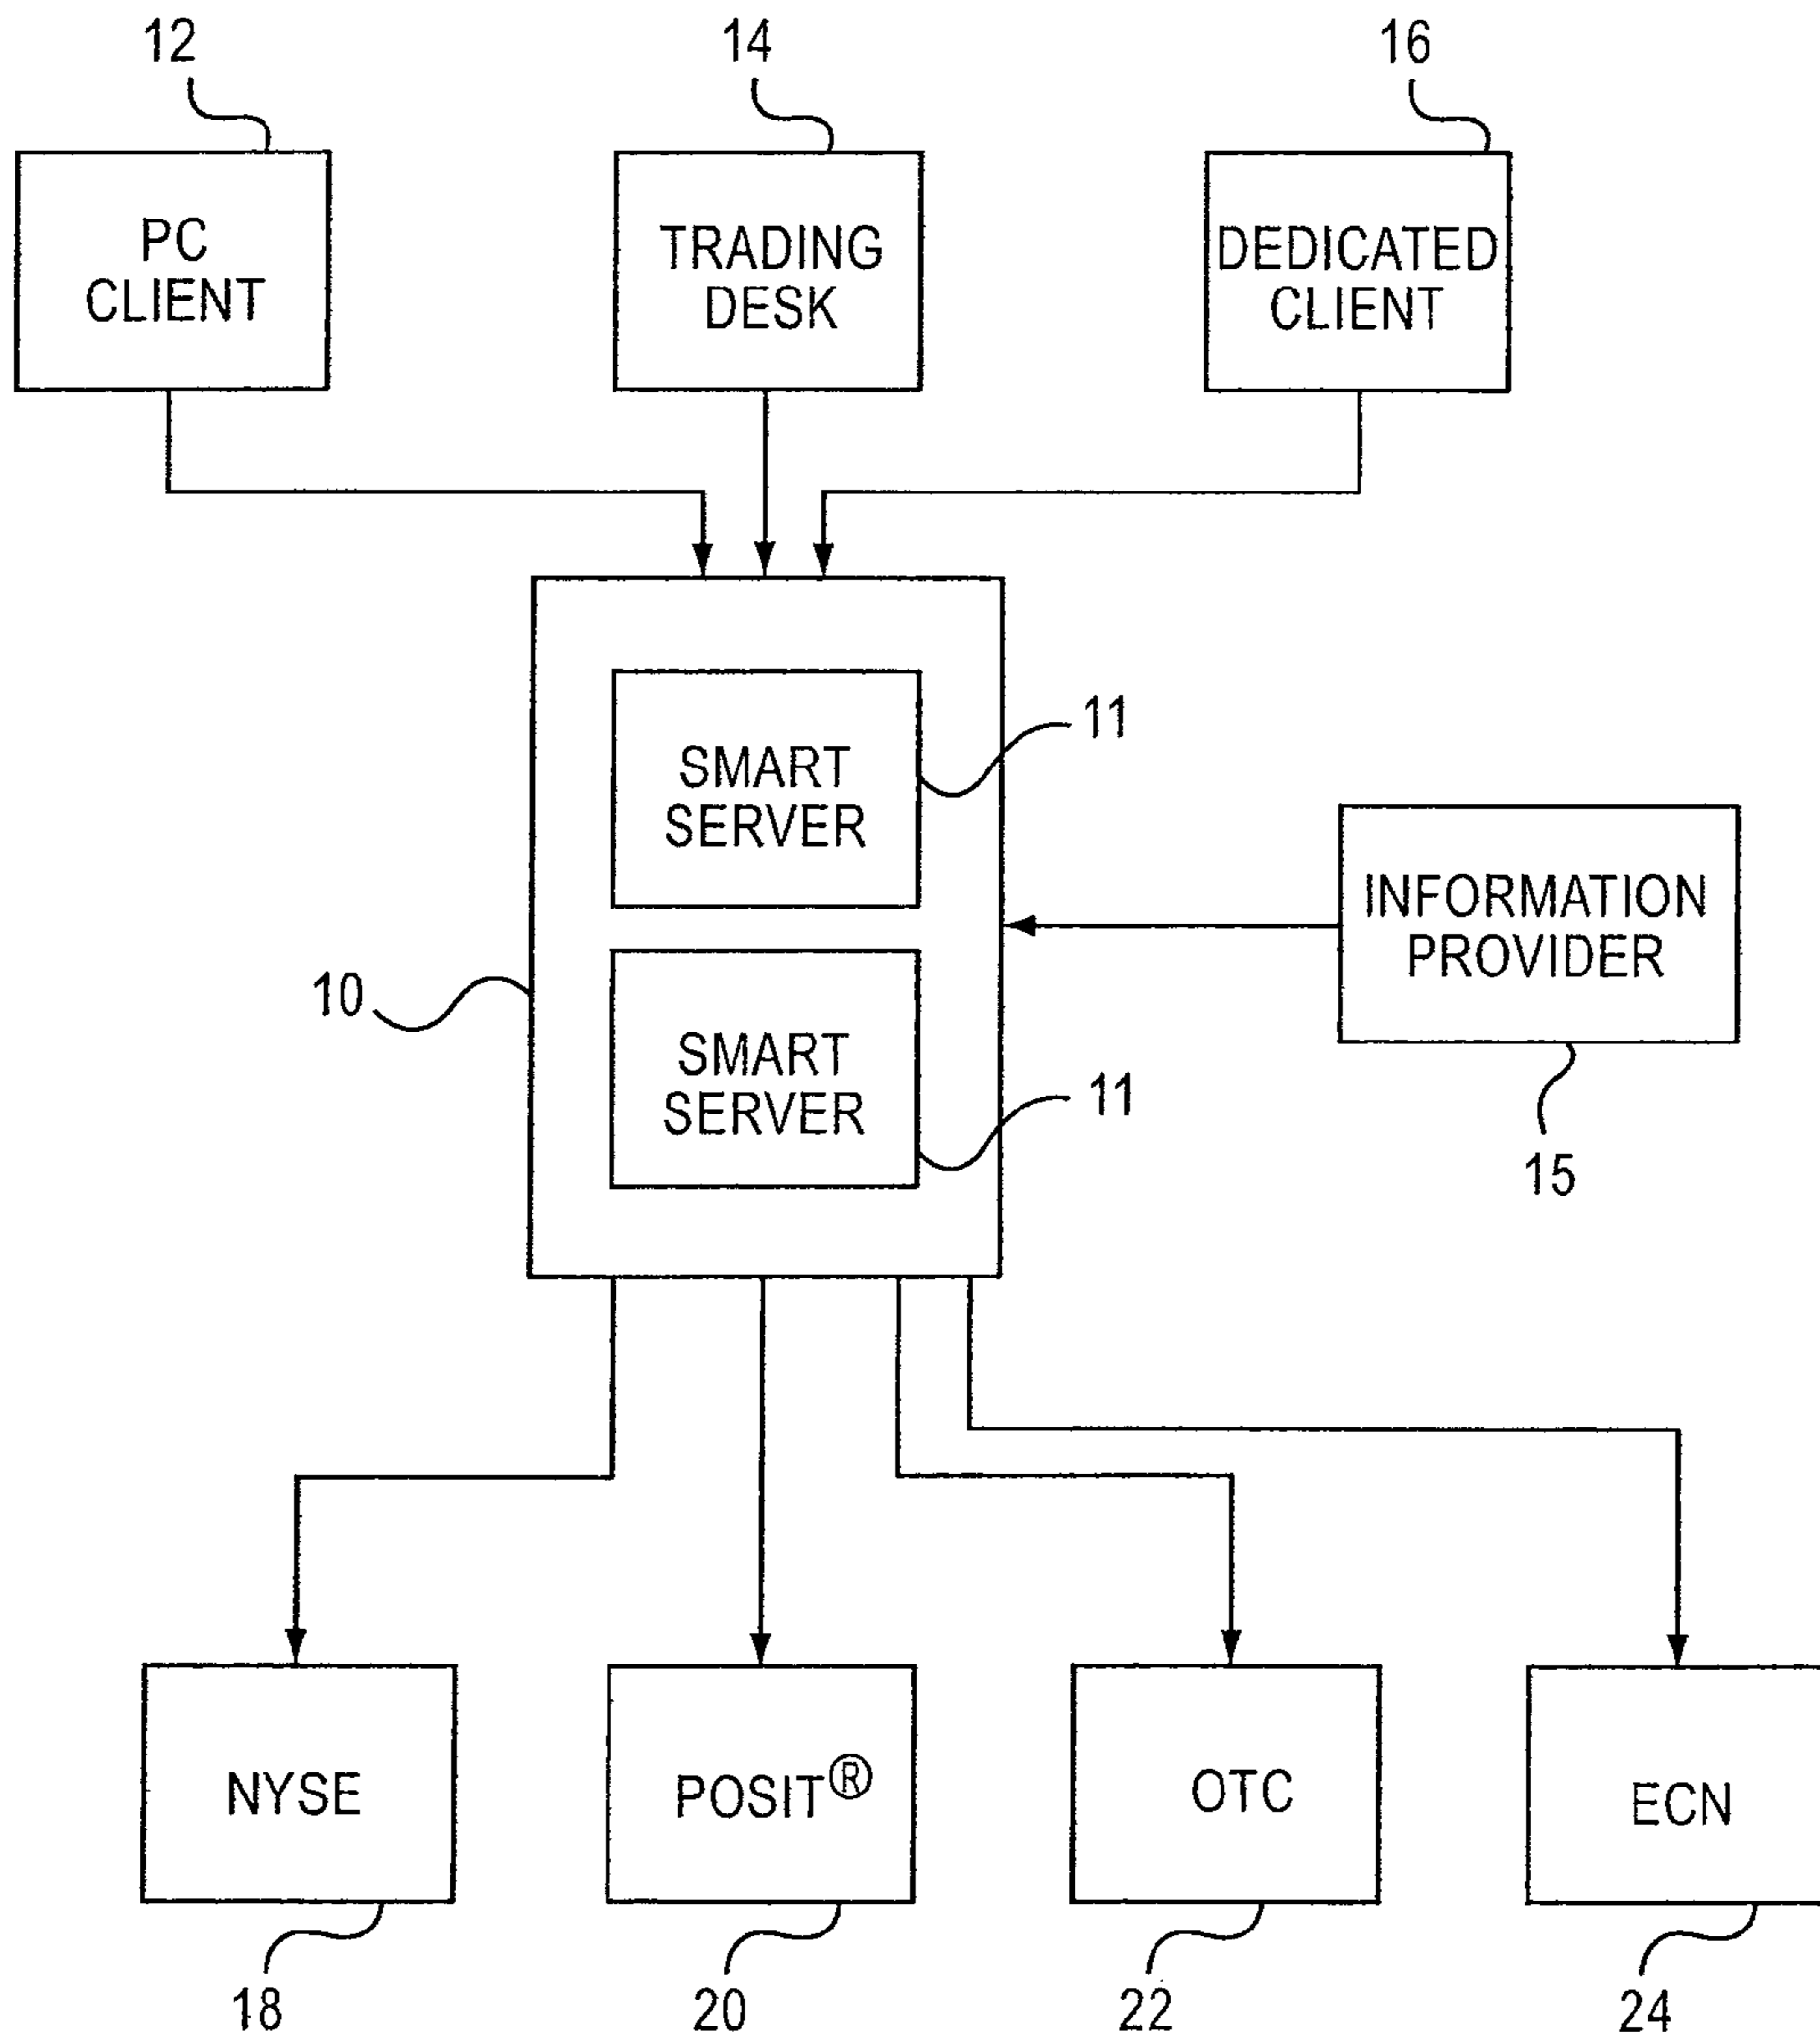 12
14
16
PC
CLIENT
TRADING
DESK
DEDICATED
CLIENT
SMART
SERVER
11
INFORMATION
PROVIDER
10
SMART
SERVER
11
15
NYSE
POSIT®
OTC
ECN
18
20
22
24